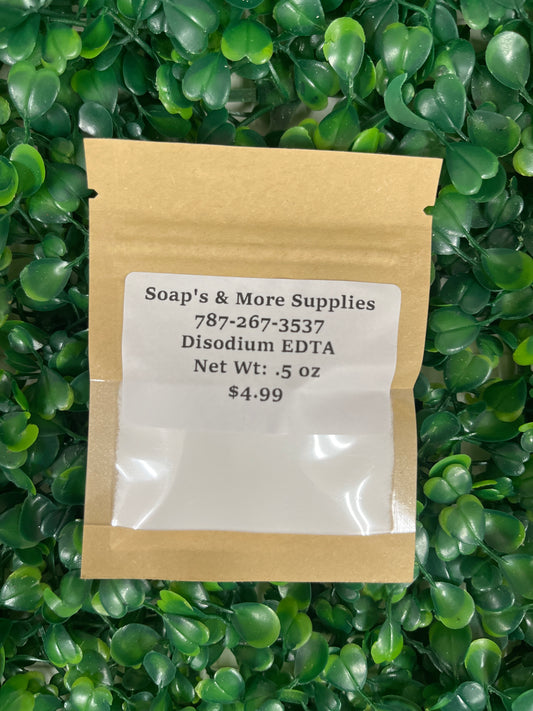 Soap's & More Supplies
787-267-3537
Disodium EDTA
Net Wt: .5 oz
$4.99